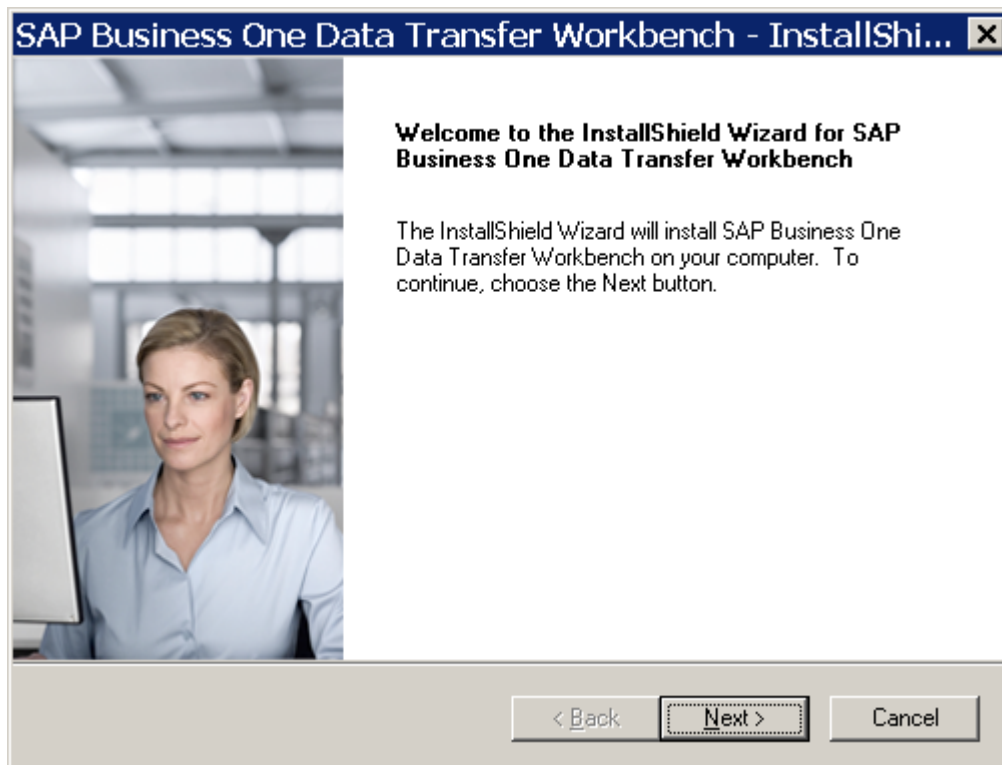 SAP Business One Data Transfer Workbench - InstallShi...
Welcome to the InstallShield Wizard for SAP
Business One Data Transfer Workbench
The InstallShield Wizard will install SAP Business One
Data Transfer Workbench on your computer.  To
continue, choose the Next button.
< Back
Next >
Cancel